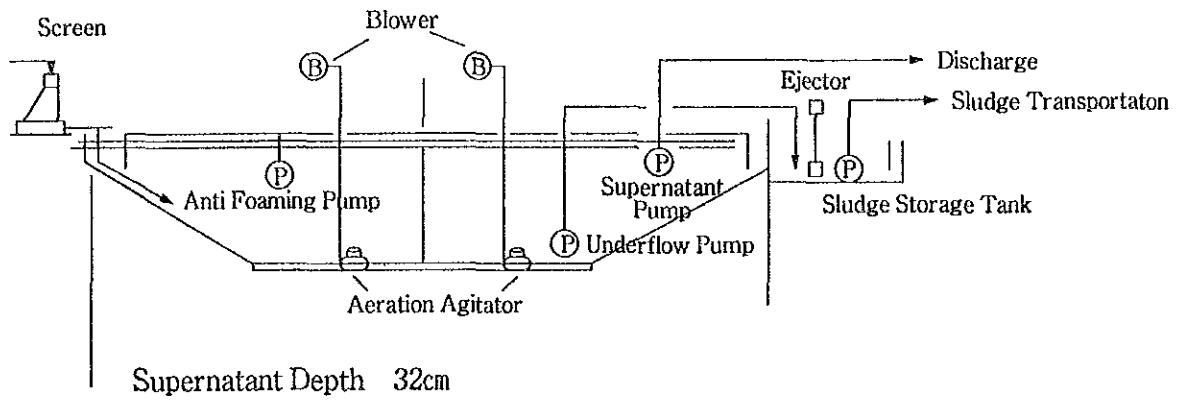 Blower
Screen
B
B
Discharge
Ejector
Sludge Transportaton
P
P
P
Anti Foaming Pump
Supernatant
Pump
Sludge Storage Tank
P
Underflow Pump
Aeration Agitator
Supernatant Depth 32cm